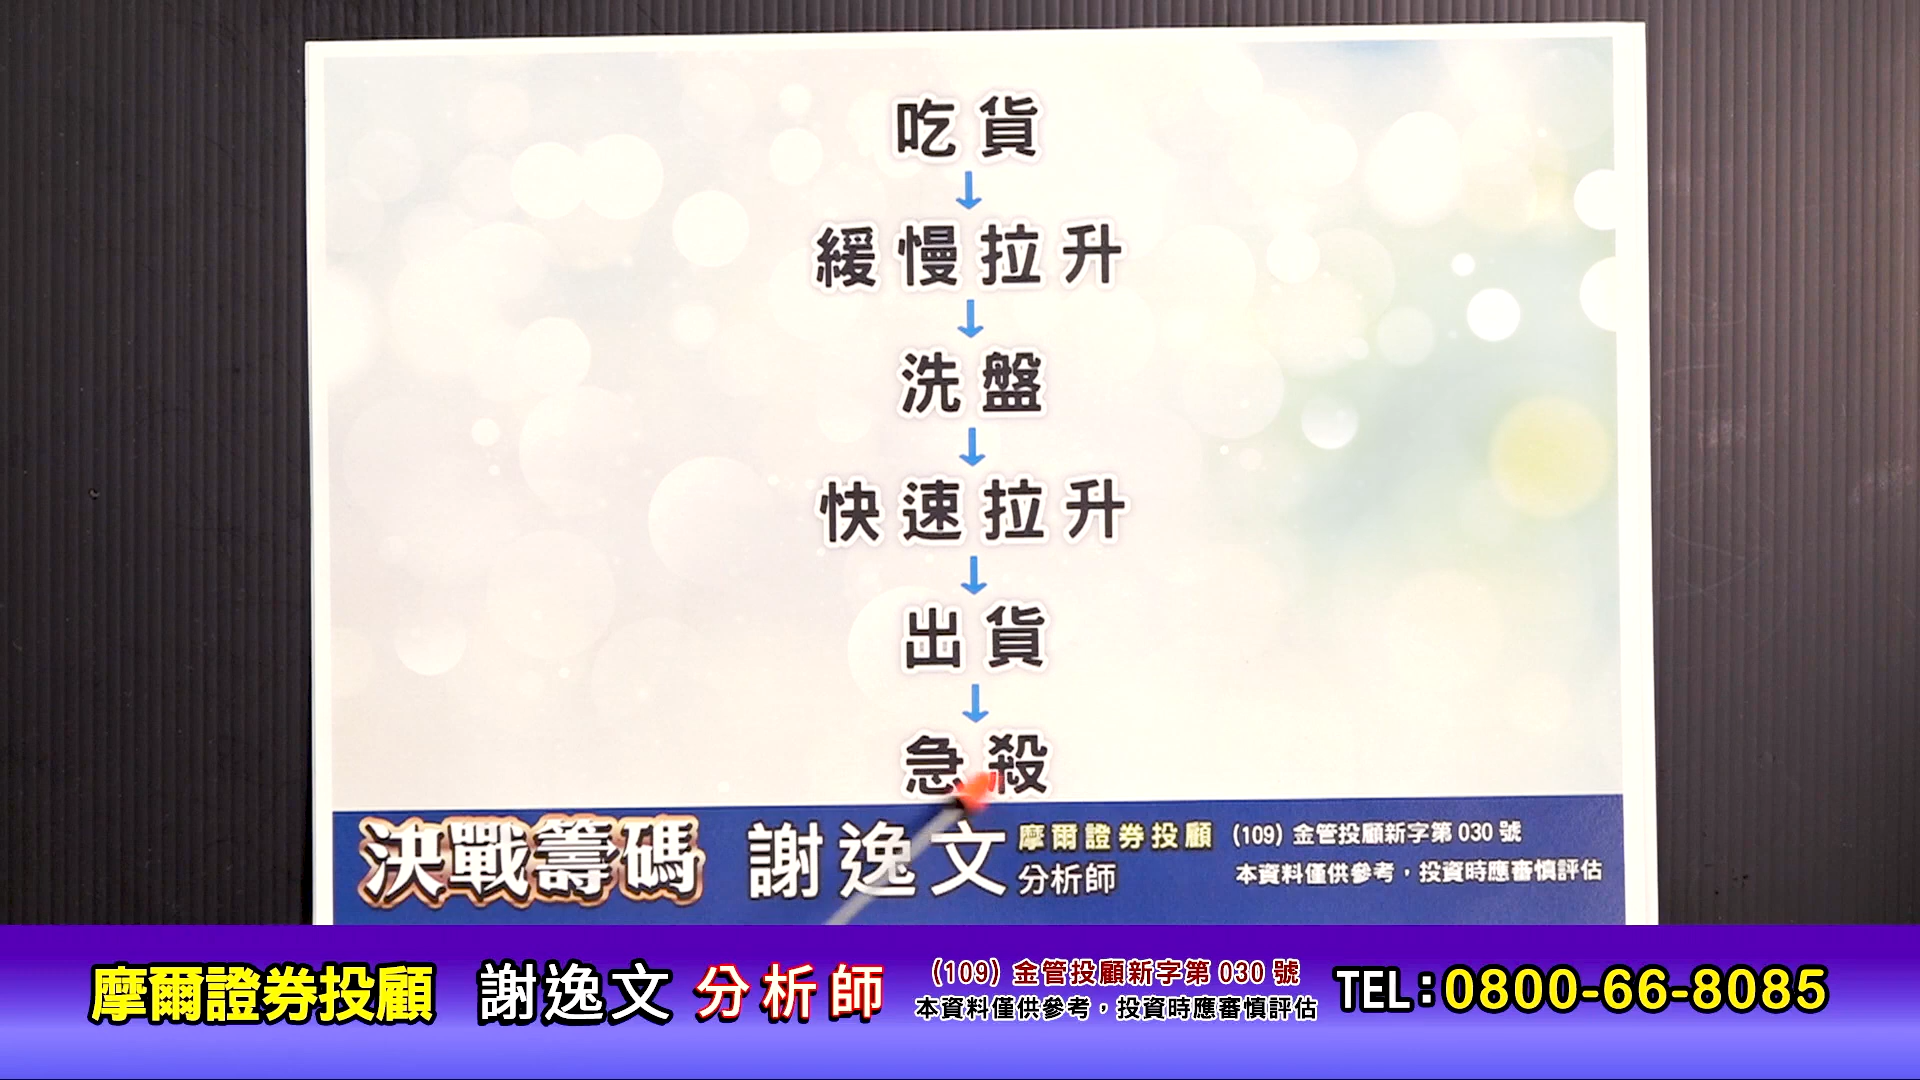 吃貨
↓
緩慢拉升
↓
洗盤
↓
快速拉升
↓
出貨
↓
急殺
決戰籌碼 謝逸文 摩爾證券投顧 分析師
(109) 金管投顧新字第 030 號
本資料僅供參考，投資時應審慎評估
摩爾證券投顧 謝逸文 分析師
(109) 金管投顧新字第 030 號
本資料僅供參考，投資時應審慎評估
TEL:0800-66-8085